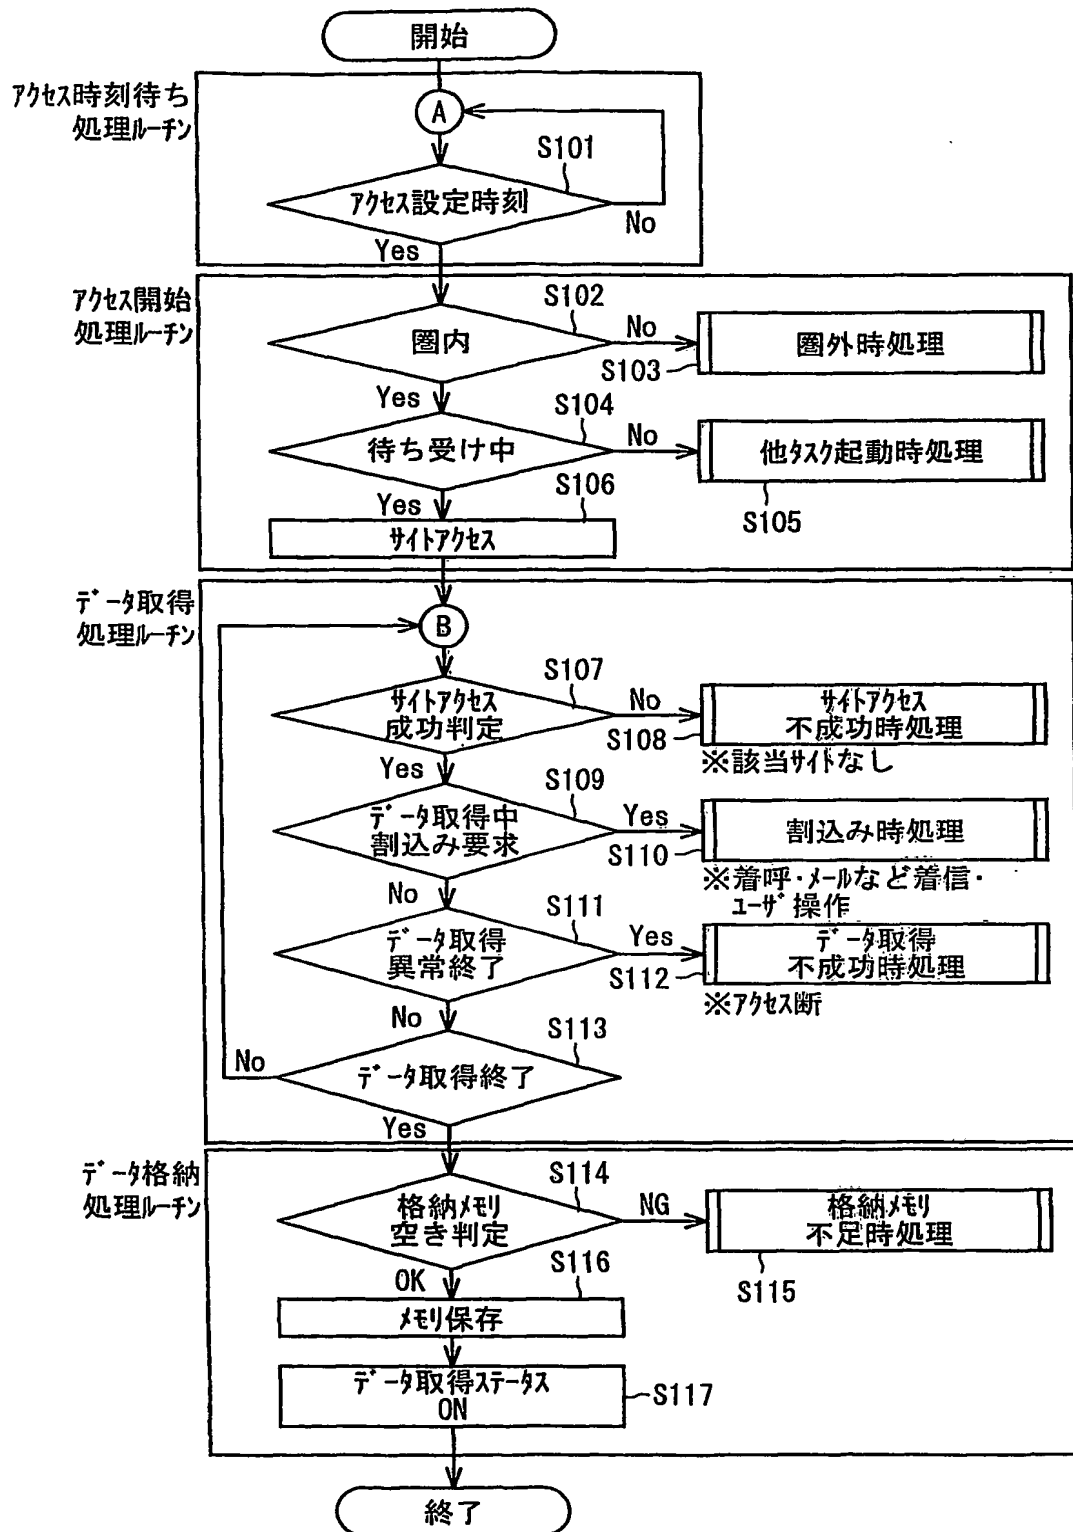 開始
アクセス時刻待ち
処理ルーチン
A
S101
アクセス設定時刻
No
Yes
アクセス開始
処理ルーチン
S102
圏内
No
S103
圏外時処理
Yes
S104
待ち受け中
No
他タスク起動時処理
S105
Yes
S106
サイトアクセス
データ取得
処理ルーチン
B
S107
サイトアクセス
成功判定
No
S108
サイトアクセス
不成功時処理
※該当サイトなし
Yes
S109
データ取得中
割込み要求
Yes
S110
割込み時処理
※着呼・メールなど着信・
ユーザ操作
No
S111
データ取得
異常終了
Yes
S112
データ取得
不成功時処理
※アクセス断
No
S113
データ取得終了
No
Yes
データ格納
処理ルーチン
S114
格納メモリ
空き判定
NG
格納メモリ
不足時処理
S115
OK
S116
メモリ保存
データ取得ステータス
ON
S117
終了